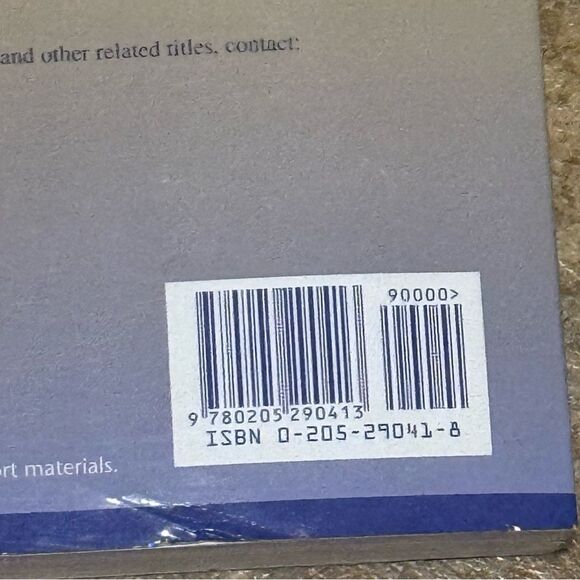 and other related titles, contact:
90000>
9 780205 290413
ISBN 0-205-29041-8
rt materials.